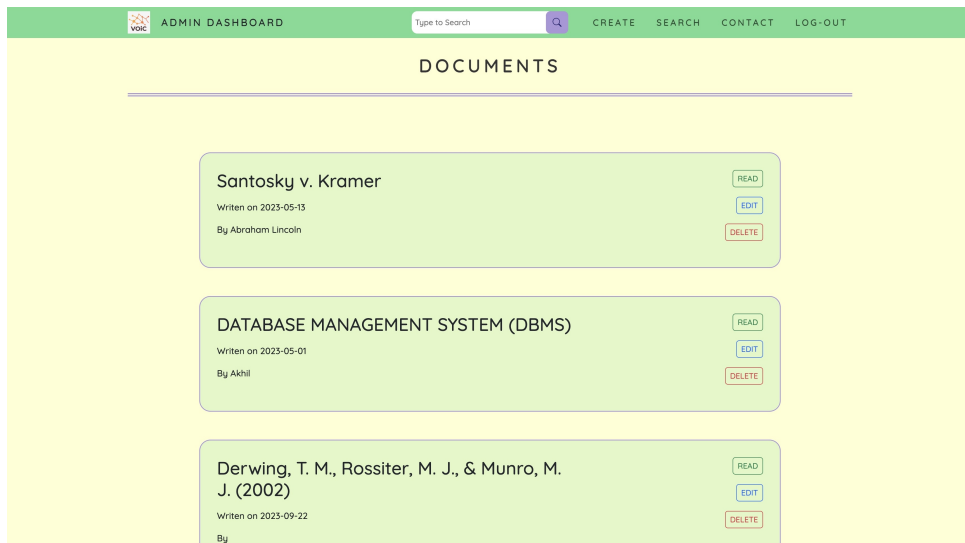 VOIC
ADMIN DASHBOARD
Type to Search
CREATE
SEARCH
CONTACT
LOG-OUT
DOCUMENTS
Santosky v. Kramer
Writen on 2023-05-13
By Abraham Lincoln
READ
EDIT
DELETE
DATABASE MANAGEMENT SYSTEM (DBMS)
Writen on 2023-05-01
By Akhil
READ
EDIT
DELETE
Derwing, T. M., Rossiter, M. J., & Munro, M.
J. (2002)
Writen on 2023-09-22
By
READ
EDIT
DELETE